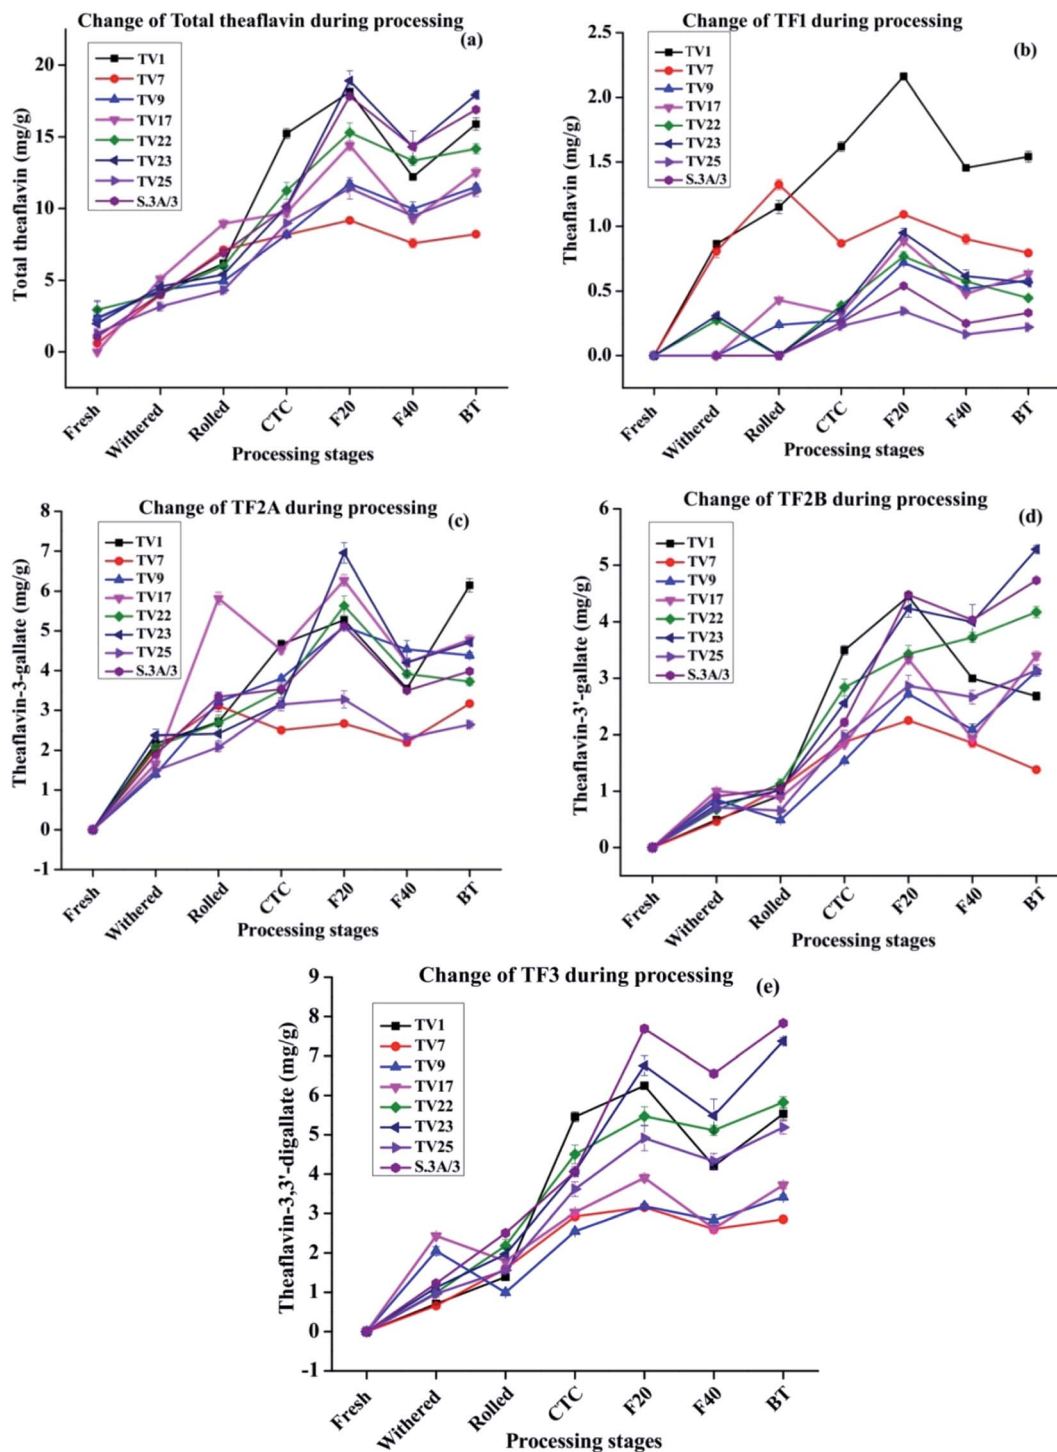 Change of Total theaflavin during processing
(a)
TV1
TV7
TV9
TV17
TV22
TV23
TV25
S.3A/3
20
15
10
5
0
Total theaflavin (mg/g)
Fresh
Withered
Rolled
CTC
F20
F40
BT
Processing stages
Change of TF1 during processing
(b)
TV1
TV7
TV9
TV17
TV22
TV23
TV25
S.3A/3
2.5
2.0
1.5
1.0
0.5
0.0
Theaflavin (mg/g)
Fresh
Withered
Rolled
CTC
F20
F40
BT
Processing stages
Change of TF2A during processing
(c)
TV1
TV7
TV9
TV17
TV22
TV23
TV25
S.3A/3
8
7
6
5
4
3
2
1
0
-1
Theaflavin-3-gallate (mg/g)
Fresh
Withered
Rolled
CTC
F20
F40
BT
Processing stages
Change of TF2B during processing
(d)
TV1
TV7
TV9
TV17
TV22
TV23
TV25
S.3A/3
6
5
4
3
2
1
0
Theaflavin-3'-gallate (mg/g)
Fresh
Withered
Rolled
CTC
F20
F40
BT
Processing stages
Change of TF3 during processing
(e)
TV1
TV7
TV9
TV17
TV22
TV23
TV25
S.3A/3
9
8
7
6
5
4
3
2
1
0
-1
Theaflavin-3,3'-digallate (mg/g)
Fresh
Withered
Rolled
CTC
F20
F40
BT
Processing stages